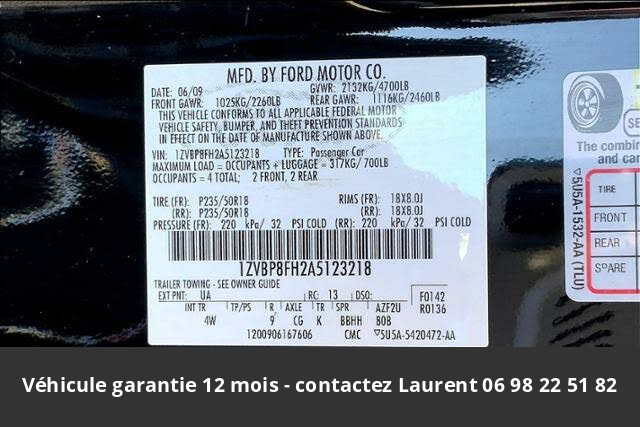 MFD. BY FORD MOTOR CO.
DATE: 06/09 GVWR: 2132KG/4700LB
FRONT GAWR: 1025KG/2260LB REAR GAWR: 1116KG/2460LB
THIS VEHICLE CONFORMS TO ALL APPLICABLE FEDERAL MOTOR
VEHICLE SAFETY, BUMPER, AND THEFT PREVENTION STANDARDS
IN EFFECT ON THE DATE OF MANUFACTURE SHOWN ABOVE.
VIN: 1ZVBP8FH2A5123218 TYPE: Passenger Car
MAXIMUM LOAD = OCCUPANTS + LUGGAGE = 317KG/700LB
OCCUPANTS = 4 TOTAL; 2 FRONT, 2 REAR
TIRE (FR): P235/50R18 RIMS (FR): 18X8.0J
(RR): P235/50R18 (RR): 18X8.0J
PRESSURE (FR): 220 kPa/ 32 PSI COLD (RR): 220 kPa/ 32 PSI COLD
1ZVBP8FH2A5123218
TRAILER TOWING - SEE OWNER GUIDE
EXT PNT: UA RC: 13 DSO: F0142
INT TR TP/PS R AXLE TR SPR AZF2U R0136
4W 9 CG K BBHH 80B
1200906167606 CMC ▽5U5A-5420472-AA
The combin
and car
TIRE
FRONT
REAR
SPARE
▽5U5A-1532-AA (TLU)
Véhicule garantie 12 mois - contactez Laurent 06 98 22 51 82